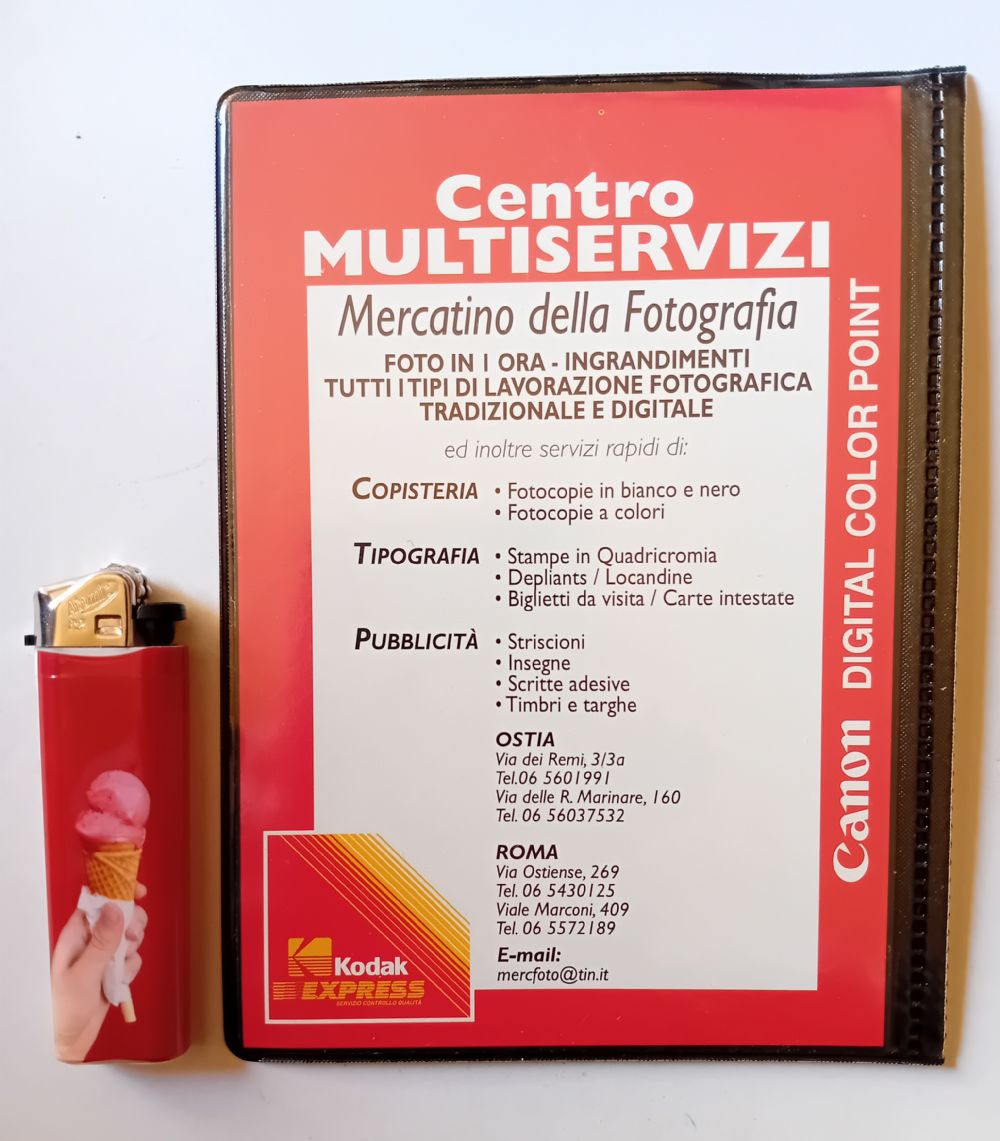 Centro
MULTISERVIZI
Mercatino della Fotografia
FOTO IN 1 ORA - INGRANDIMENTI
TUTTI I TIPI DI LAVORAZIONE FOTOGRAFICA
TRADIZIONALE E DIGITALE
ed inoltre servizi rapidi di:
COPISTERIA • Fotocopie in bianco e nero
• Fotocopie a colori
TIPOGRAFIA • Stampe in Quadricromia
• Depliants / Locandine
• Biglietti da visita / Carte intestate
PUBBLICITÀ • Striscioni
• Insegne
• Scritte adesive
• Timbri e targhe
OSTIA
Via dei Remi, 3/3a
Tel.06 5601991
Via delle R. Marinare, 160
Tel. 06 56037532
ROMA
Via Ostiense, 269
Tel. 06 5430125
Viale Marconi, 409
Tel. 06 5572189
E-mail:
mercfoto@tin.it
Kodak
EXPRESS
SERVIZIO CONTROLLO QUALITÀ
Canon DIGITAL COLOR POINT